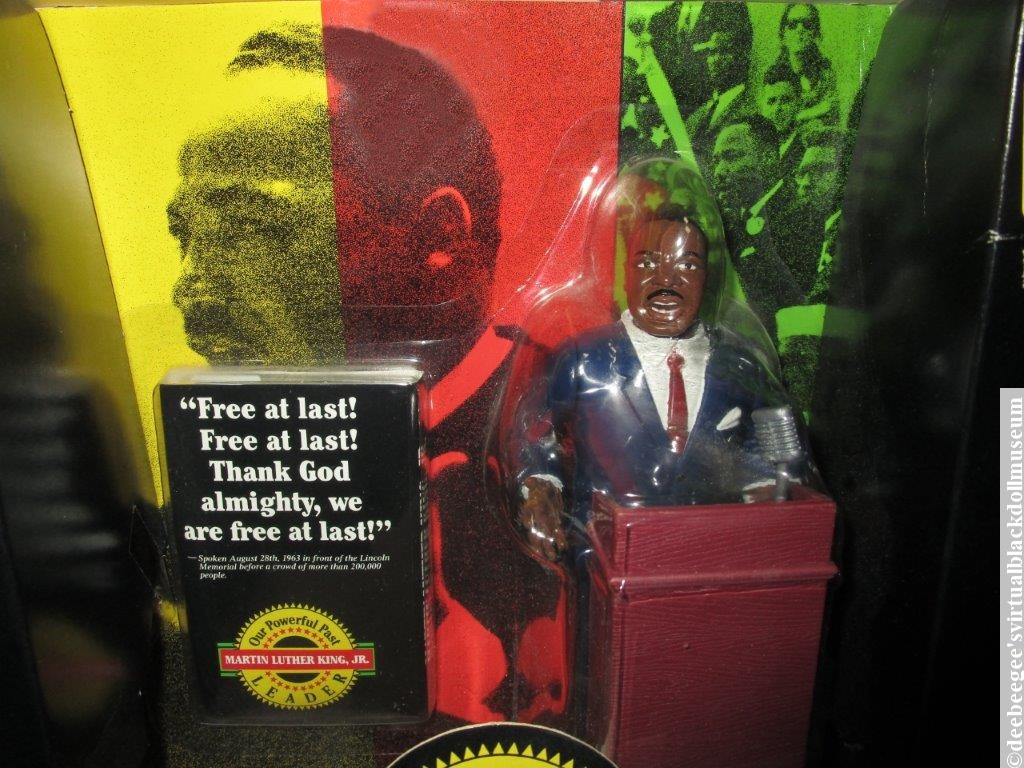 “Free at last!
Free at last!
Thank God
almighty, we
are free at last!”
— Spoken August 28th, 1963 in front of the Lincoln
Memorial before a crowd of more than 200,000
people.
Our Powerful Past
MARTIN LUTHER KING, JR.
LEADER
©deebeegee'svirtualblackdollmuseum